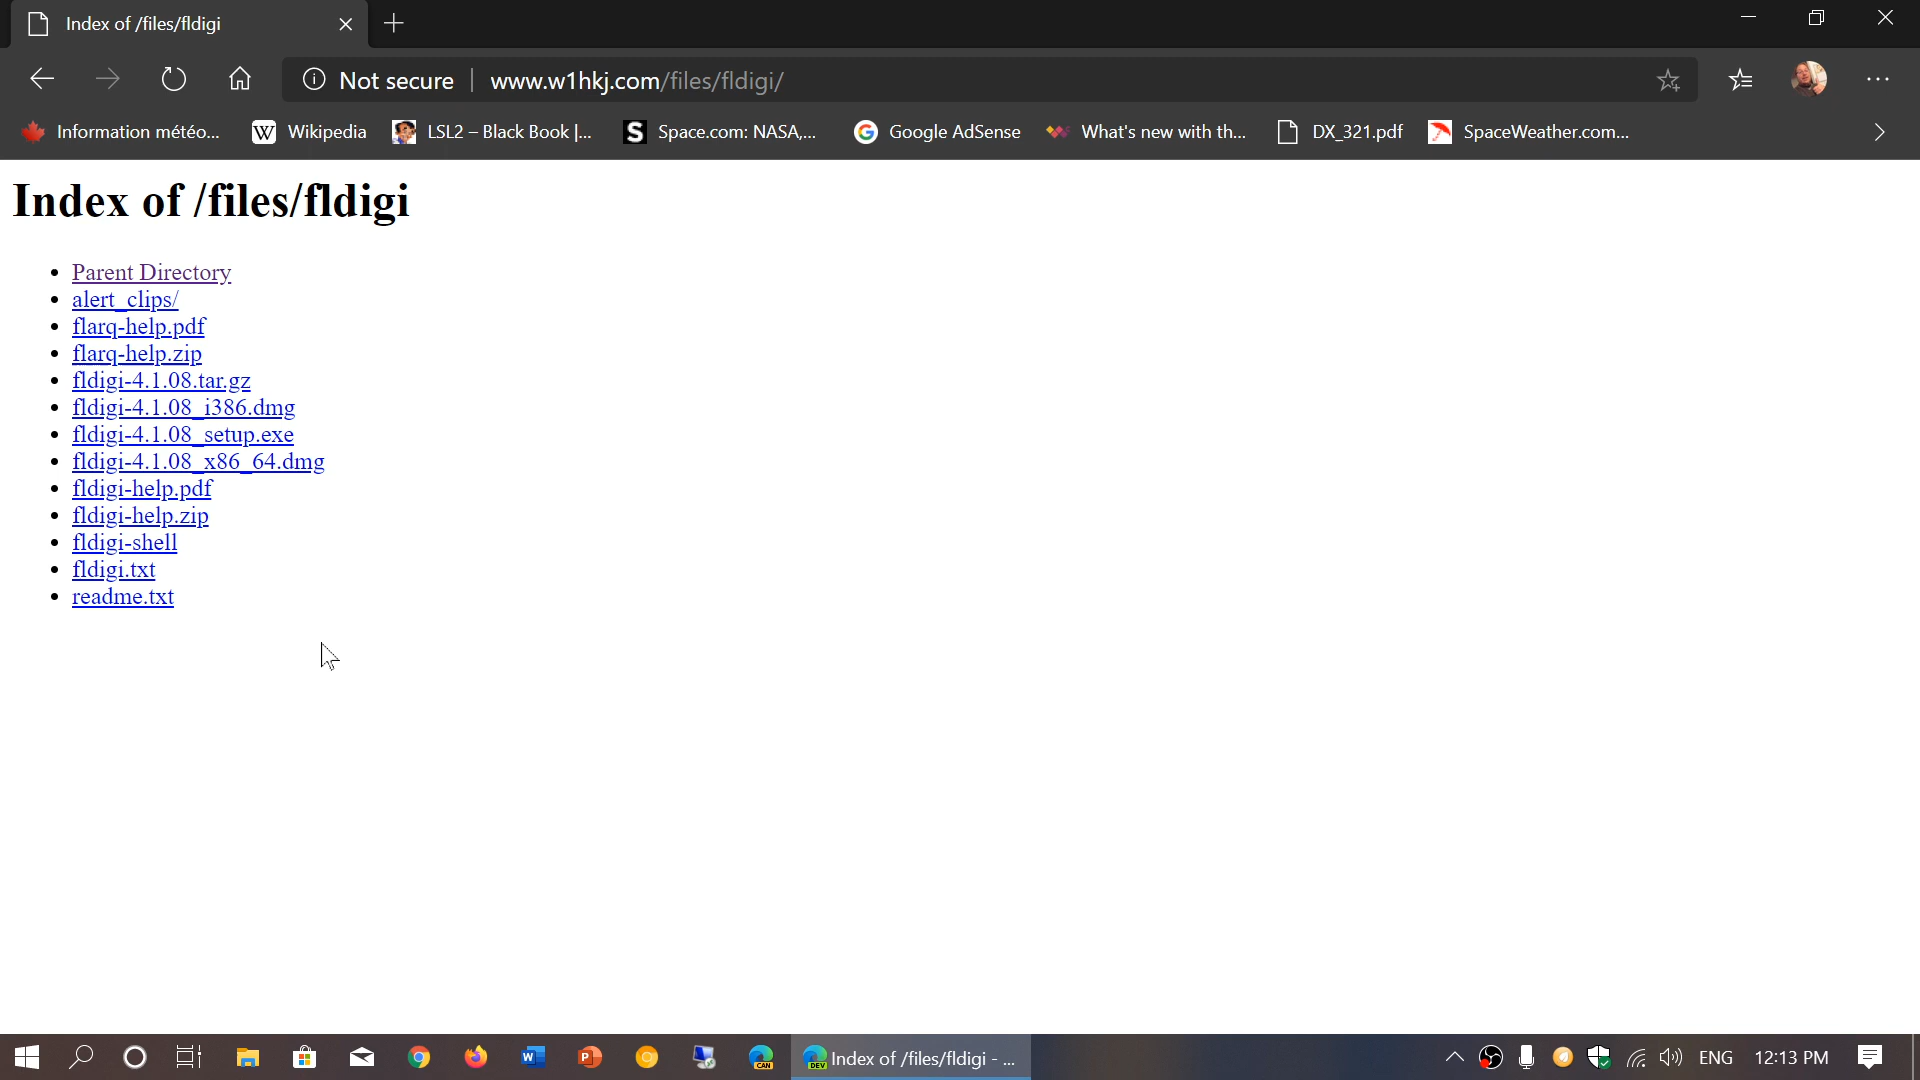 Index of /files/fldigi
Not secure www.w1hkj.com/files/fldigi/
Information météo... Wikipedia LSL2 – Black Book |... Space.com: NASA,... Google AdSense What's new with th... DX_321.pdf SpaceWeather.com...
Index of /files/fldigi
Parent Directory
alert_clips/
flarq-help.pdf
flarq-help.zip
fldigi-4.1.08.tar.gz
fldigi-4.1.08_i386.dmg
fldigi-4.1.08_setup.exe
fldigi-4.1.08_x86_64.dmg
fldigi-help.pdf
fldigi-help.zip
fldigi-shell
fldigi.txt
readme.txt
CAN DEV Index of /files/fldigi - ... ENG 12:13 PM